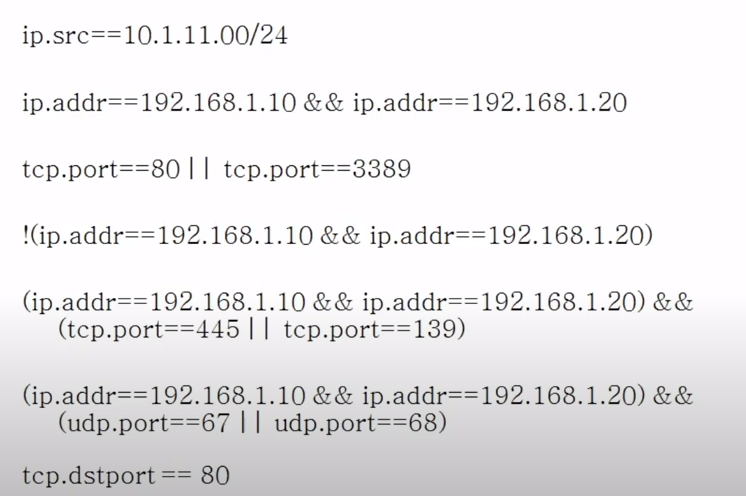 ip.src==10.1.11.00/24
ip.addr==192.168.1.10 && ip.addr==192.168.1.20
tcp.port==80 || tcp.port==3389
!(ip.addr==192.168.1.10 && ip.addr==192.168.1.20)
(ip.addr==192.168.1.10 && ip.addr==192.168.1.20) &&
(tcp.port==445 || tcp.port==139)
(ip.addr==192.168.1.10 && ip.addr==192.168.1.20) &&
(udp.port==67 || udp.port==68)
tcp.dstport == 80